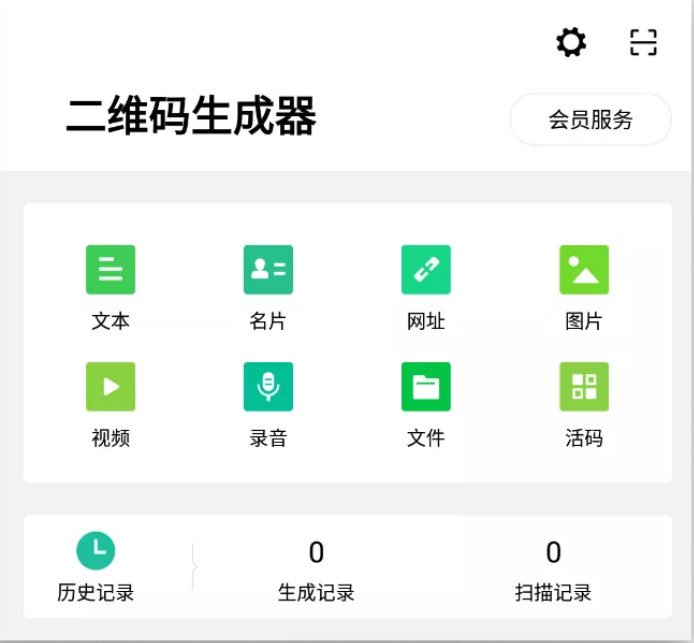 二维码生成器
会员服务
文本 名片 网址 图片
视频 录音 文件 活码
0 0
历史记录 生成记录 扫描记录